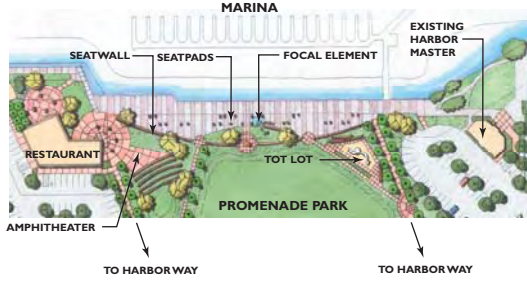 MARINA
EXISTING
HARBOR
MASTER
SEATWALL
SEATPADS
FOCAL ELEMENT
RESTAURANT
TOT LOT
PROMENADE PARK
AMPHITHEATER
TO HARBOR WAY
TO HARBOR WAY